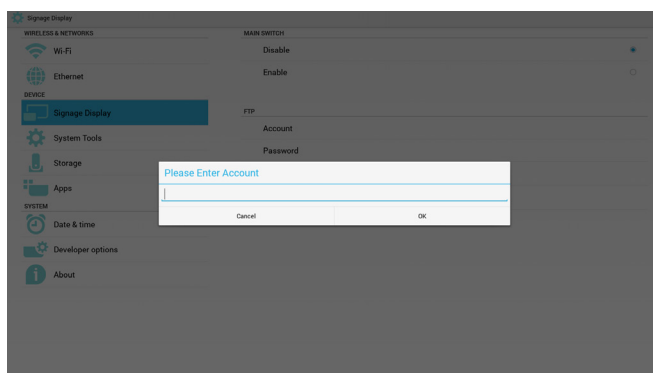 Signage Display
WIRELESS & NETWORKS
Wi-Fi
Ethernet
DEVICE
Signage Display
System Tools
Storage
Apps
SYSTEM
Date & time
Developer options
About
MAIN SWITCH
Disable
Enable
FTP
Account
Password
Please Enter Account
Cancel OK